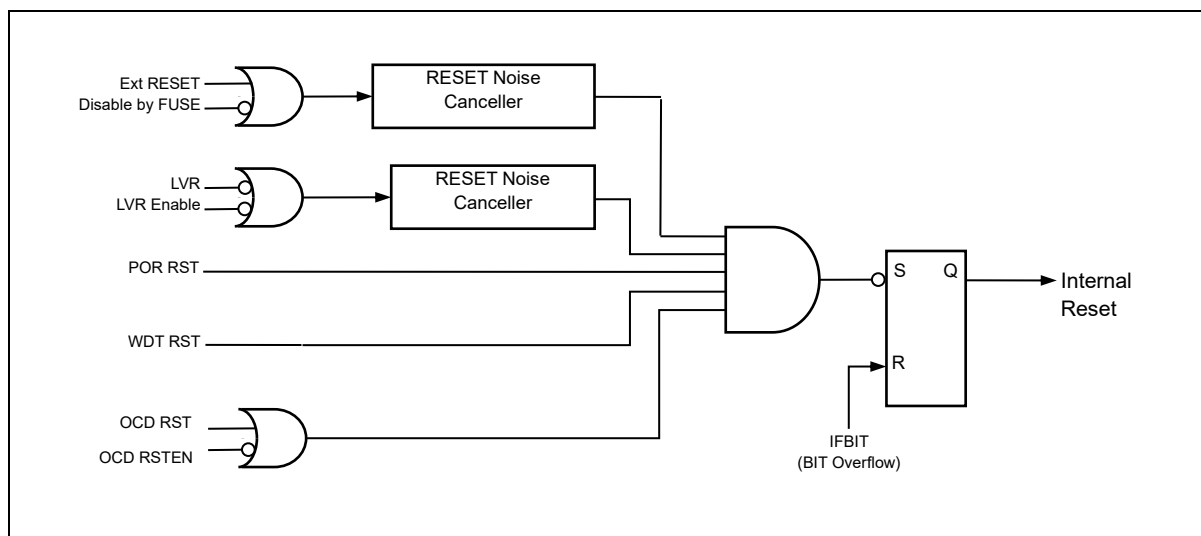 Ext RESET
Disable by FUSE
RESET Noise
Canceller
LVR
LVR Enable
RESET Noise
Canceller
POR RST
WDT RST
OCD RST
OCD RSTEN
S
Q
R
Internal
Reset
IFBIT
(BIT Overflow)